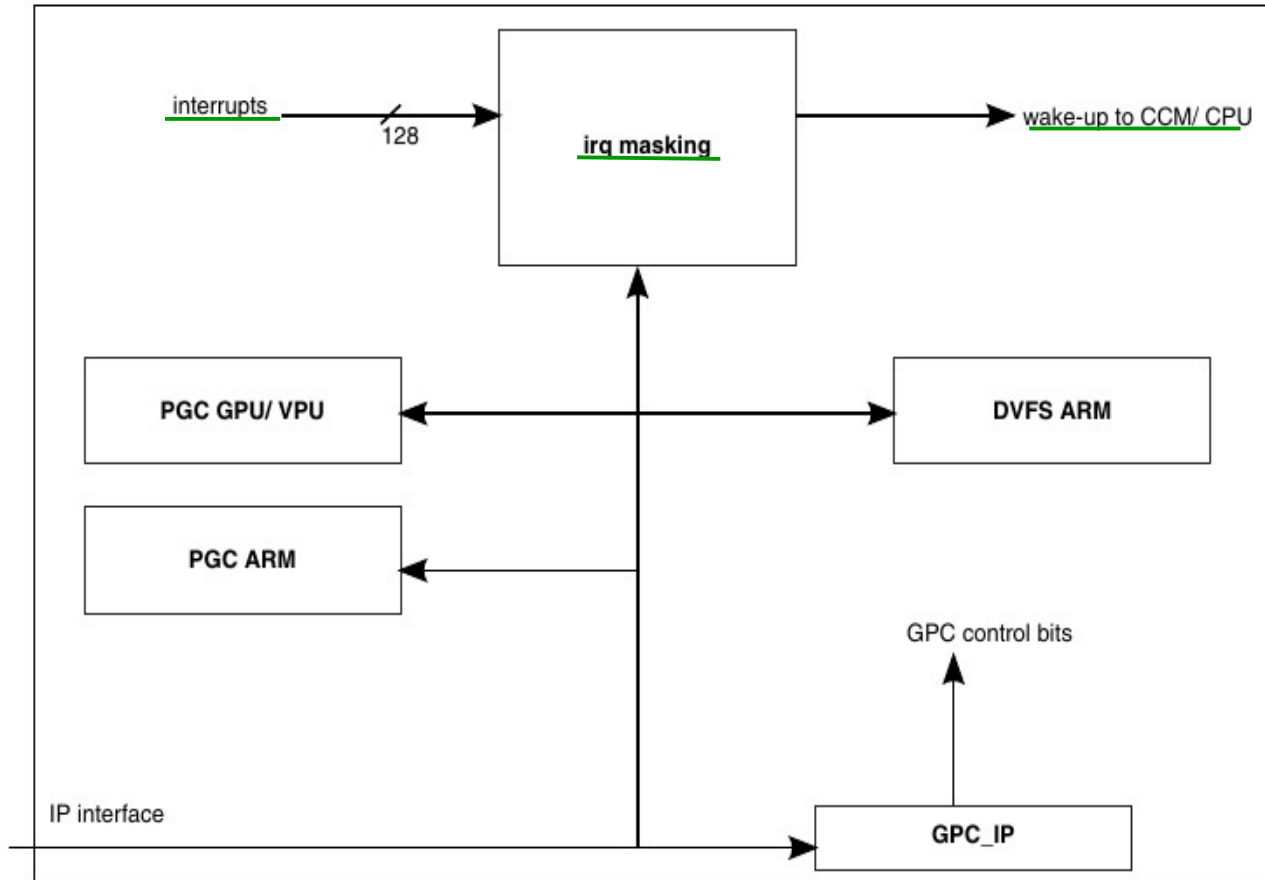 interrupts
128
irq masking
wake-up to CCM/ CPU
PGC GPU/ VPU
DVFS ARM
PGC ARM
GPC control bits
IP interface
GPC_IP